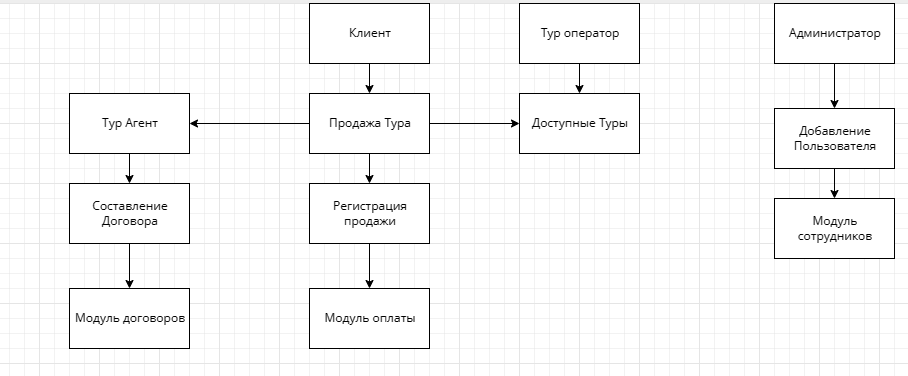 Клиент
Тур оператор
Администратор
Тур Агент
Продажа Тура
Доступные Туры
Добавление
Пользователя
Составление
Договора
Регистрация
продажи
Модуль
сотрудников
Модуль договоров
Модуль оплаты